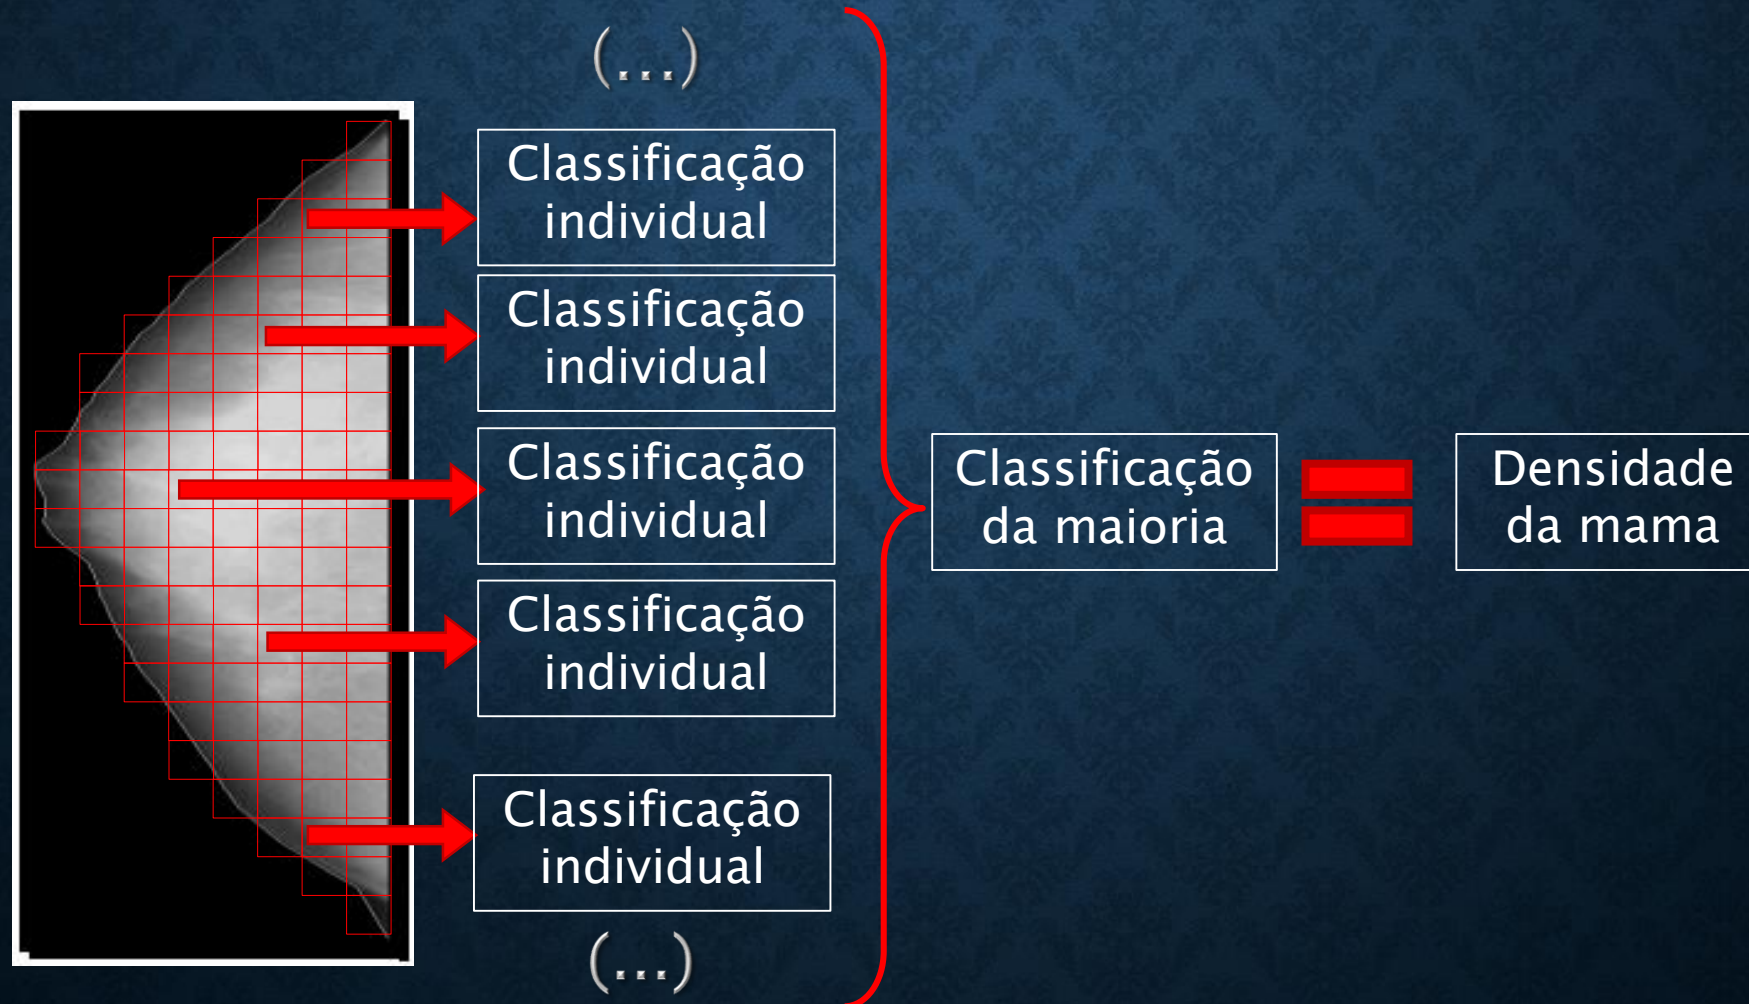 (...)
Classificação
individual
Classificação
individual
Classificação
individual
Classificação
individual
Classificação
individual
(...)
Classificação
da maioria
Densidade
da mama